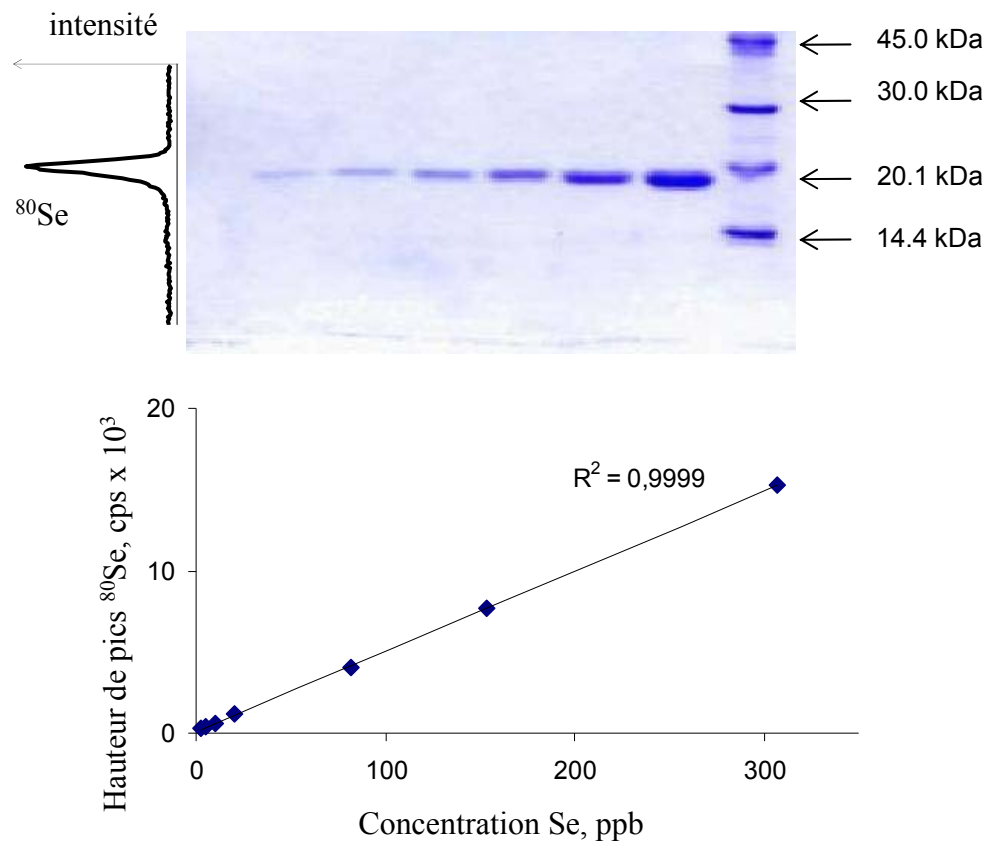 intensité
⁸⁰Se
45.0 kDa
30.0 kDa
20.1 kDa
14.4 kDa
Hauteur de pics ⁸⁰Se, cps x 10³
20
10
0
R² = 0,9999
0 100 200 300
Concentration Se, ppb